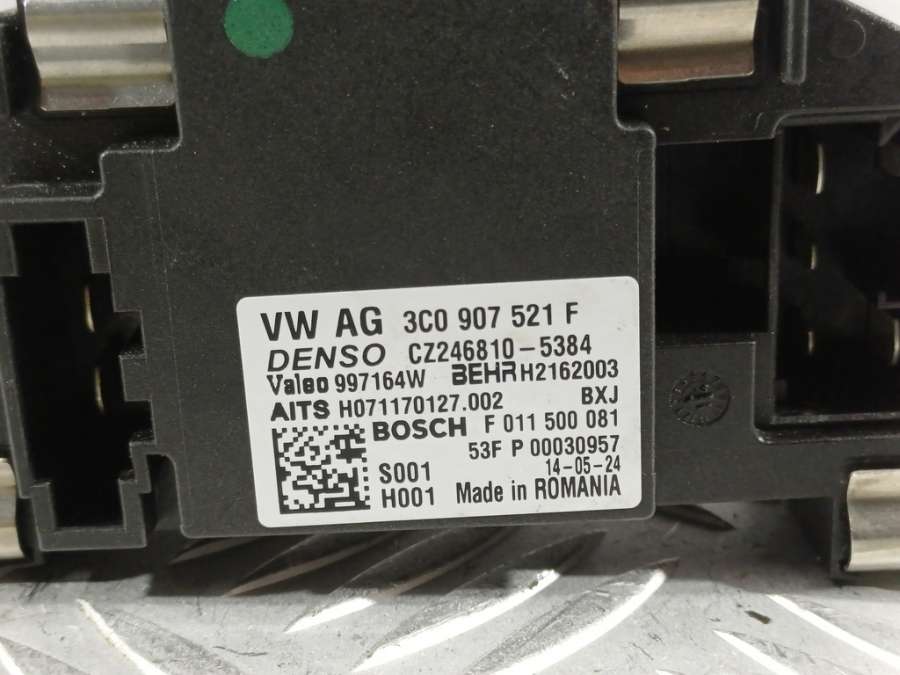 VW AG 3C0 907 521 F
DENSO CZ246810-5384
Valeo 997164W BEHR H2162003
AITS H071170127.002 BXJ
BOSCH F 011 500 081
53F P 00030957
S001 14-05-24
H001 Made in ROMANIA